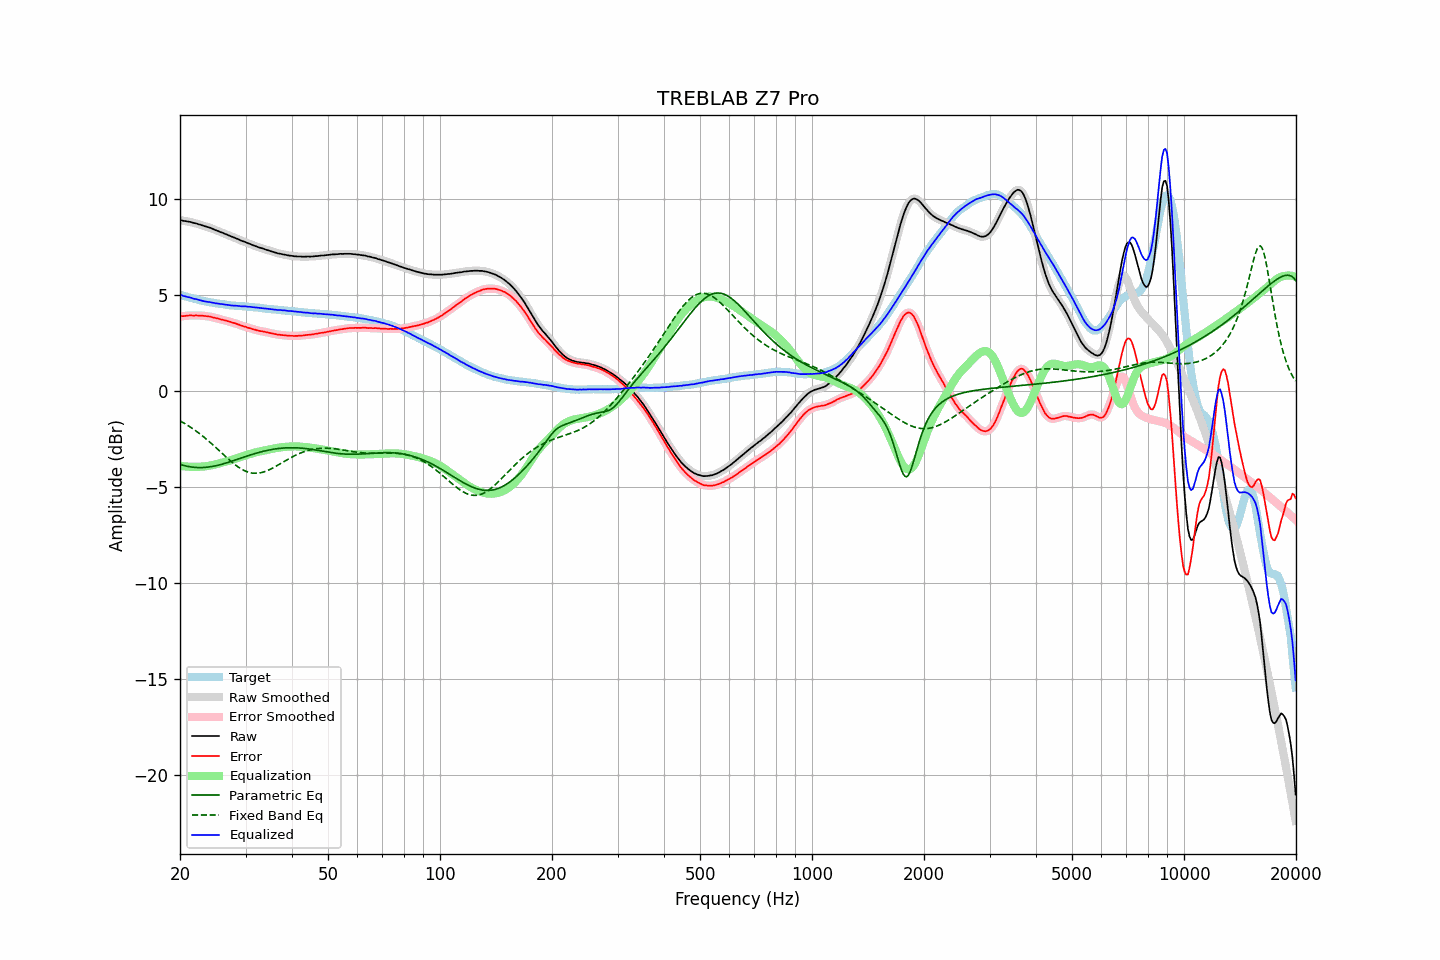 TREBLAB Z7 Pro
Amplitude (dBr)
10
5
0
−5
−10
−15
−20
Target
Raw Smoothed
Error Smoothed
Raw
Error
Equalization
Parametric Eq
Fixed Band Eq
Equalized
20 50 100 200 500 1000 2000 5000 10000 20000
Frequency (Hz)